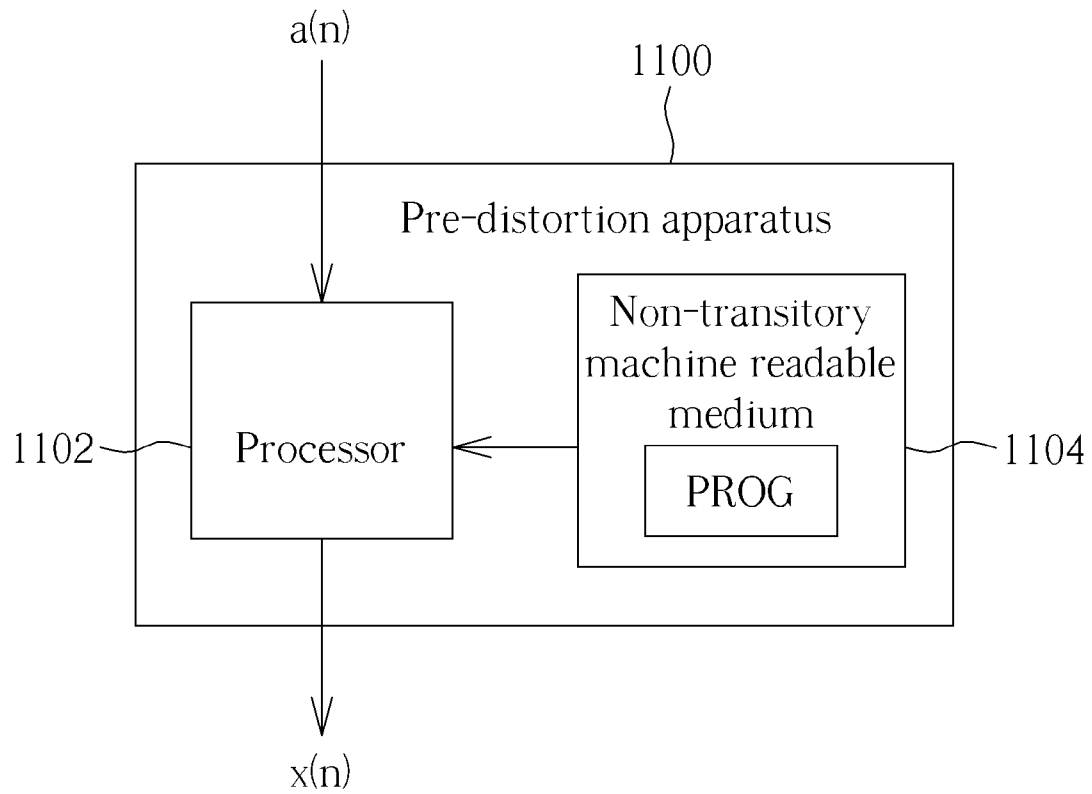 a(n)
1100
Pre-distortion apparatus
Non-transitory
machine readable
medium
1102
Processor
PROG
1104
x(n)